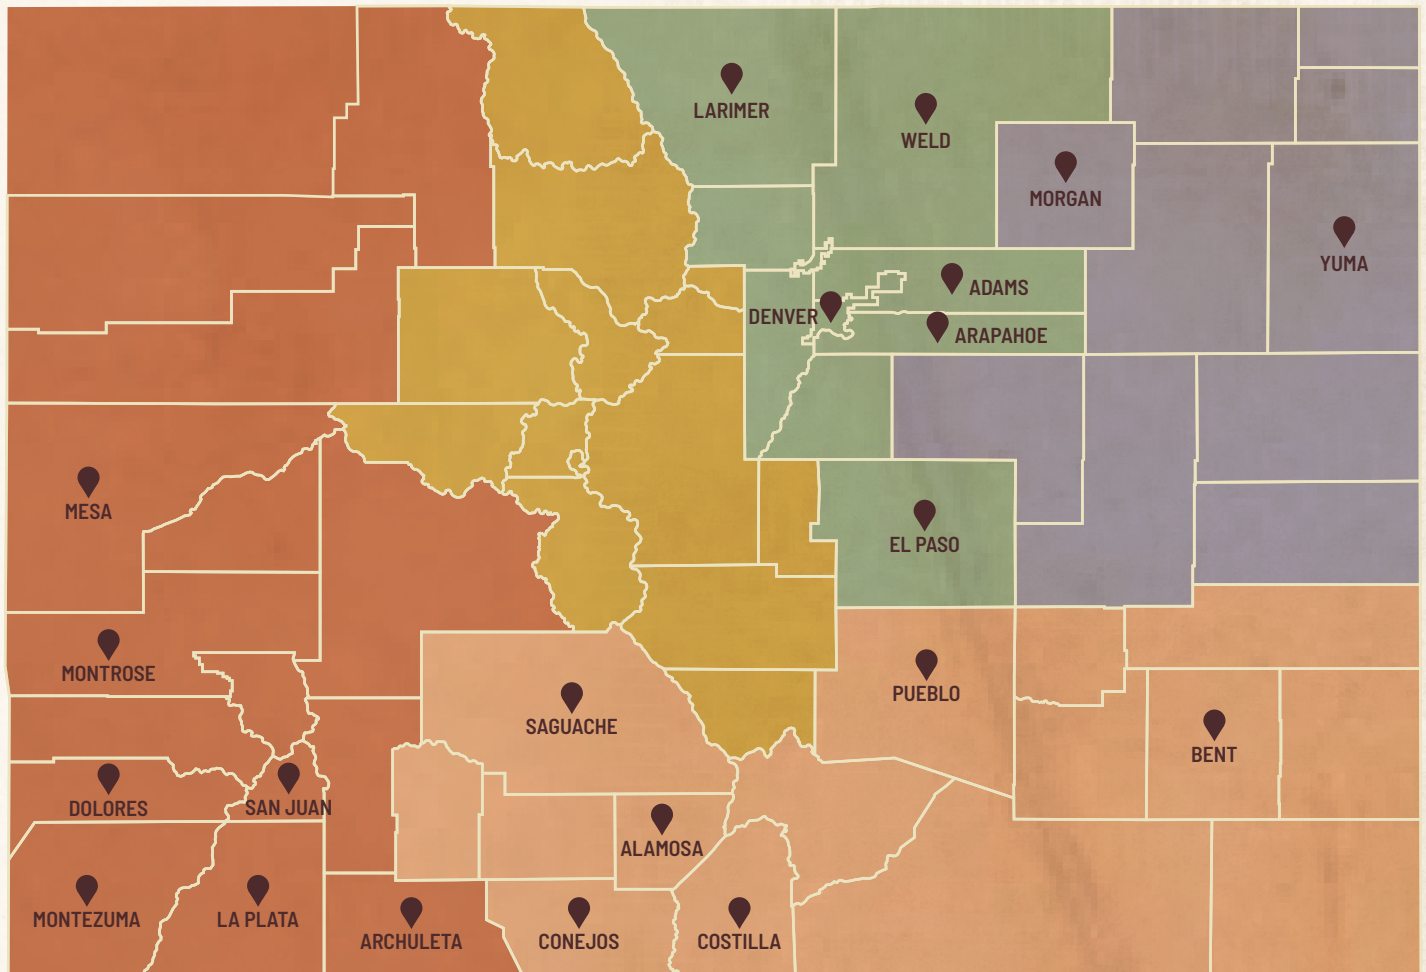 LARIMER
WELD
MORGAN
YUMA
ADAMS
DENVER
ARAPAHOE
MESA
EL PASO
MONTROSE
PUEBLO
SAGUACHE
BENT
DOLORES
SAN JUAN
ALAMOSA
MONTEZUMA
LA PLATA
ARCHULETA
CONEJOS
COSTILLA